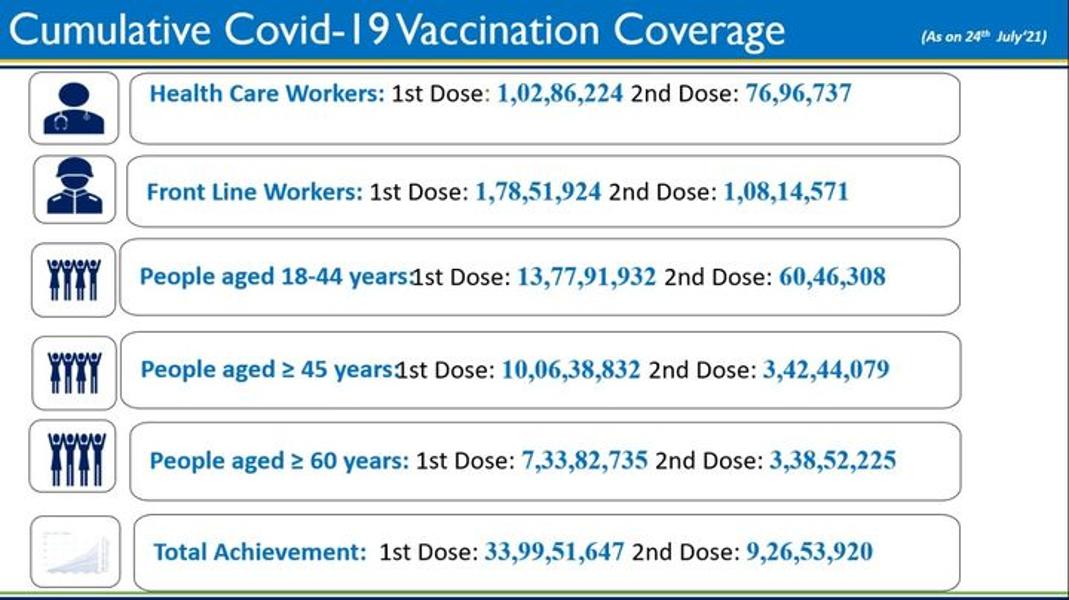 Cumulative Covid-19 Vaccination Coverage
(As on 24th July'21)
Health Care Workers: 1st Dose: 1,02,86,224 2nd Dose: 76,96,737
Front Line Workers: 1st Dose: 1,78,51,924 2nd Dose: 1,08,14,571
People aged 18-44 years:1st Dose: 13,77,91,932 2nd Dose: 60,46,308
People aged ≥ 45 years:1st Dose: 10,06,38,832 2nd Dose: 3,42,44,079
People aged ≥ 60 years: 1st Dose: 7,33,82,735 2nd Dose: 3,38,52,225
Total Achievement: 1st Dose: 33,99,51,647 2nd Dose: 9,26,53,920